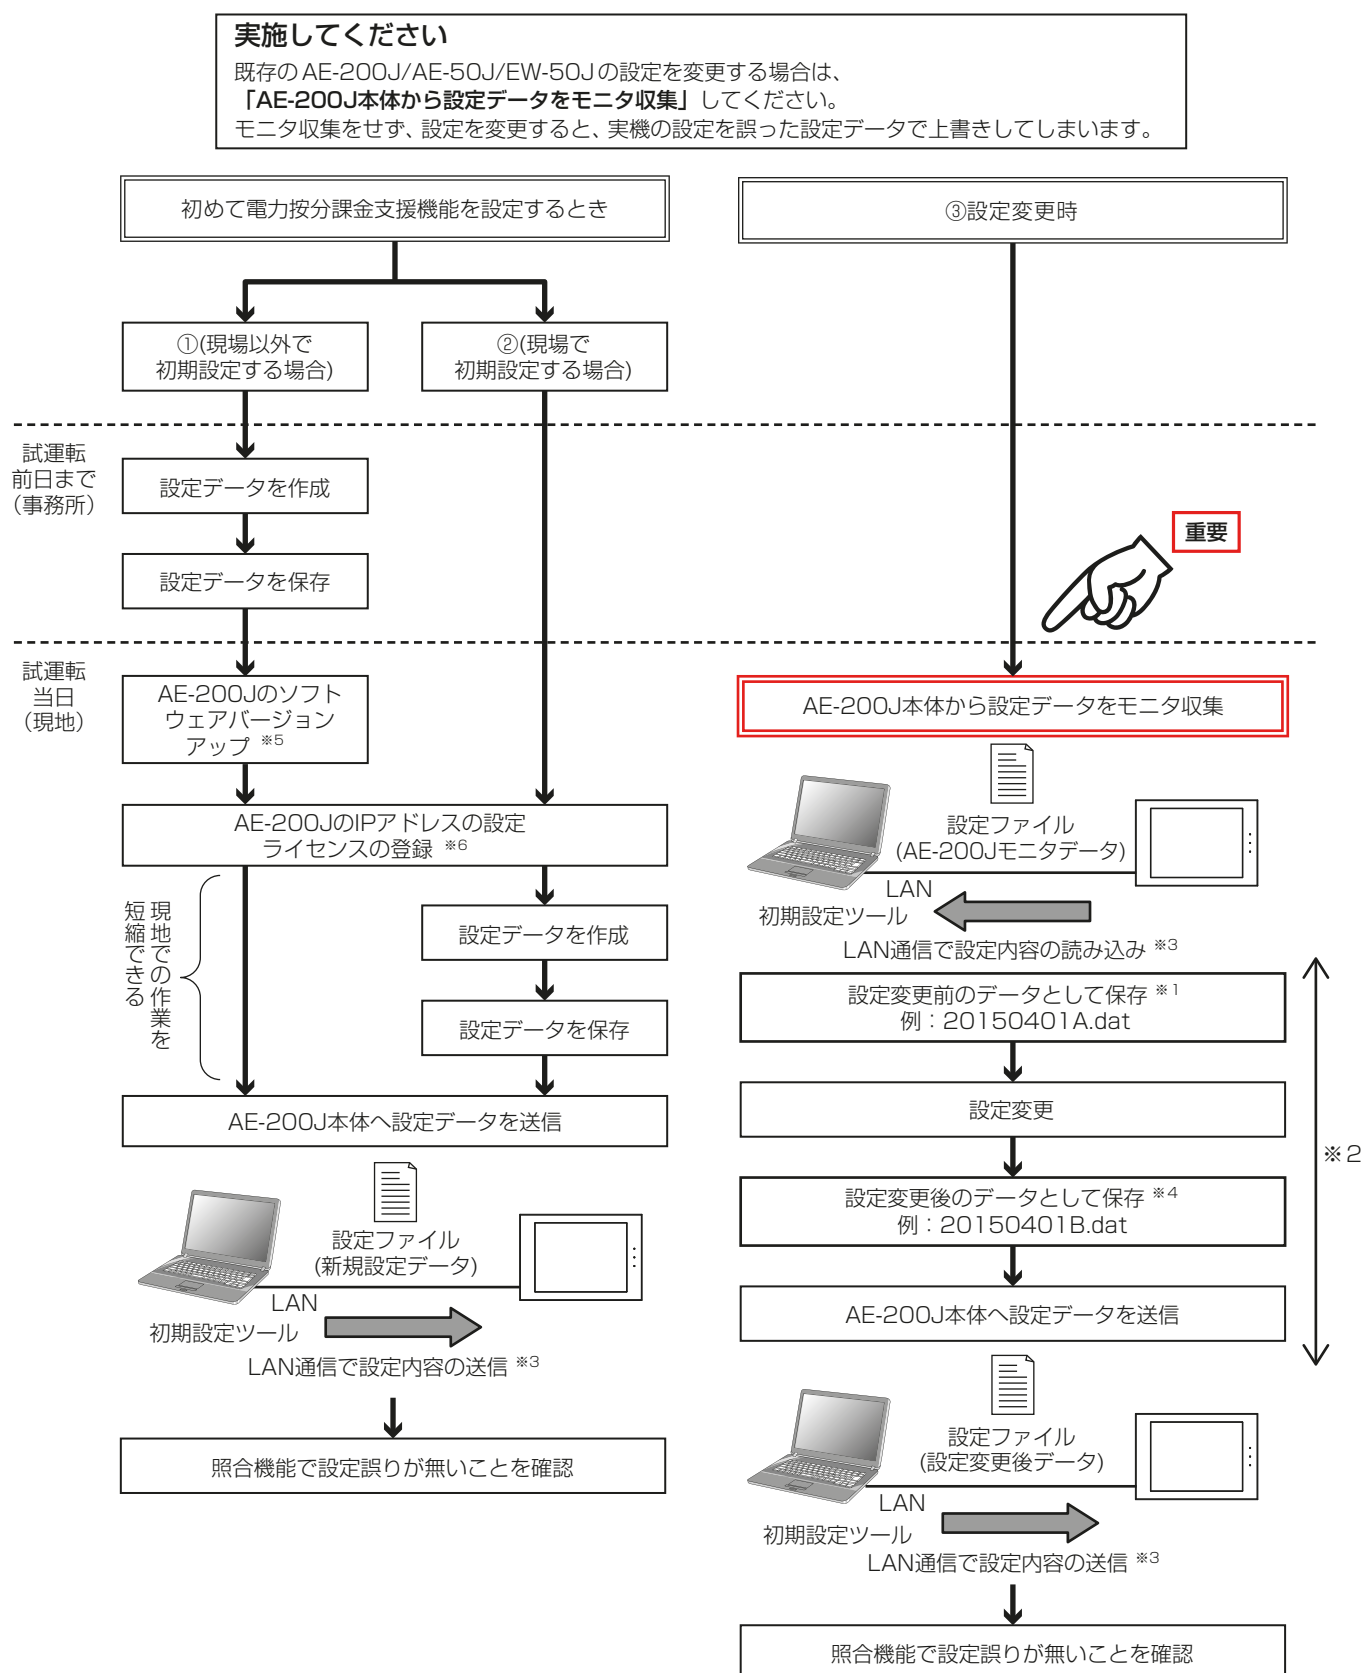 実施してください
既存のAE-200J/AE-50J/EW-50Jの設定を変更する場合は、
「AE-200J本体から設定データをモニタ収集」してください。
モニタ収集をせず、設定を変更すると、実機の設定を誤った設定データで上書きしてしまいます。
初めて電力按分課金支援機能を設定するとき
③設定変更時
①(現場以外で
初期設定する場合)
②(現場で
初期設定する場合)
試運転
前日まで
(事務所)
設定データを作成
設定データを保存
重要
試運転
当日
(現地)
AE-200Jのソフト
ウェアバージョン
アップ ※5
AE-200JのIPアドレスの設定
ライセンスの登録 ※6
現地での作業を
短縮できる
設定データを作成
設定データを保存
AE-200J本体へ設定データを送信
設定ファイル
(新規設定データ)
LAN
初期設定ツール
LAN通信で設定内容の送信 ※3
照合機能で設定誤りが無いことを確認
AE-200J本体から設定データをモニタ収集
設定ファイル
(AE-200Jモニタデータ)
LAN
初期設定ツール
LAN通信で設定内容の読み込み ※3
設定変更前のデータとして保存 ※1
例：20150401A.dat
設定変更
設定変更後のデータとして保存 ※4
例：20150401B.dat
AE-200J本体へ設定データを送信
※2
設定ファイル
(設定変更後データ)
LAN
初期設定ツール
LAN通信で設定内容の送信 ※3
照合機能で設定誤りが無いことを確認